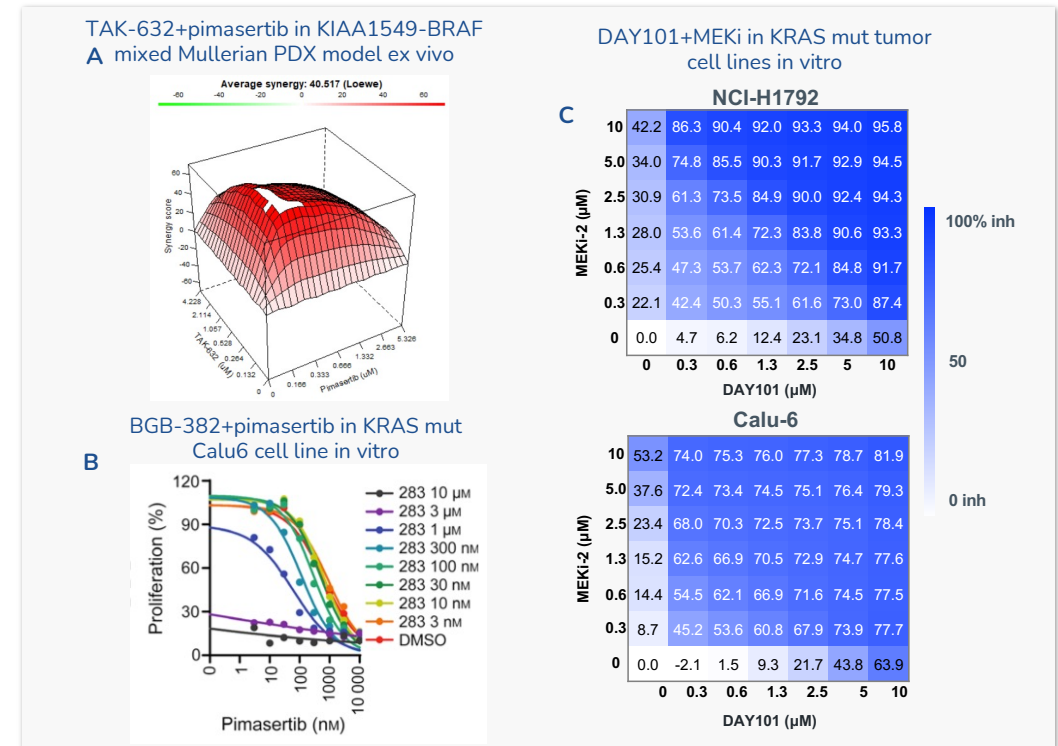 TAK-632+pimasertib in KIAA1549-BRAF
A mixed Mullerian PDX model ex vivo
Average synergy: 40.517 (Loewe)
-60 -40 -20 0 20 40 60
Synergy score
60
40
20
0
-20
-40
-60
4.228
2.114
1.057
0.528
0.264
0.132
0
TAK-632 (uM)
0 0.166 0.333 0.666 1.332 2.663 5.326
Pimasertib (uM)
BGB-382+pimasertib in KRAS mut
B Calu6 cell line in vitro
Proliferation (%)
120
90
60
30
0
0 1 10 100 1000 10 000
Pimasertib (nM)
283 10 µM
283 3 µM
283 1 µM
283 300 nM
283 100 nM
283 30 nM
283 10 nM
283 3 nM
DMSO
DAY101+MEKi in KRAS mut tumor
cell lines in vitro
C
NCI-H1792
MEKi-2 (µM)
10 42.2 86.3 90.4 92.0 93.3 94.0 95.8
5.0 34.0 74.8 85.5 90.3 91.7 92.9 94.5
2.5 30.9 61.3 73.5 84.9 90.0 92.4 94.3
1.3 28.0 53.6 61.4 72.3 83.8 90.6 93.3
0.6 25.4 47.3 53.7 62.3 72.1 84.8 91.7
0.3 22.1 42.4 50.3 55.1 61.6 73.0 87.4
0 0.0 4.7 6.2 12.4 23.1 34.8 50.8
0 0.3 0.6 1.3 2.5 5 10
DAY101 (µM)
Calu-6
MEKi-2 (µM)
10 53.2 74.0 75.3 76.0 77.3 78.7 81.9
5.0 37.6 72.4 73.4 74.5 75.1 76.4 79.3
2.5 23.4 68.0 70.3 72.5 73.7 75.1 78.4
1.3 15.2 62.6 66.9 70.5 72.9 74.7 77.6
0.6 14.4 54.5 62.1 66.9 71.6 74.5 77.5
0.3 8.7 45.2 53.6 60.8 67.9 73.9 77.7
0 0.0 -2.1 1.5 9.3 21.7 43.8 63.9
0 0.3 0.6 1.3 2.5 5 10
DAY101 (µM)
100% inh
50
0 inh